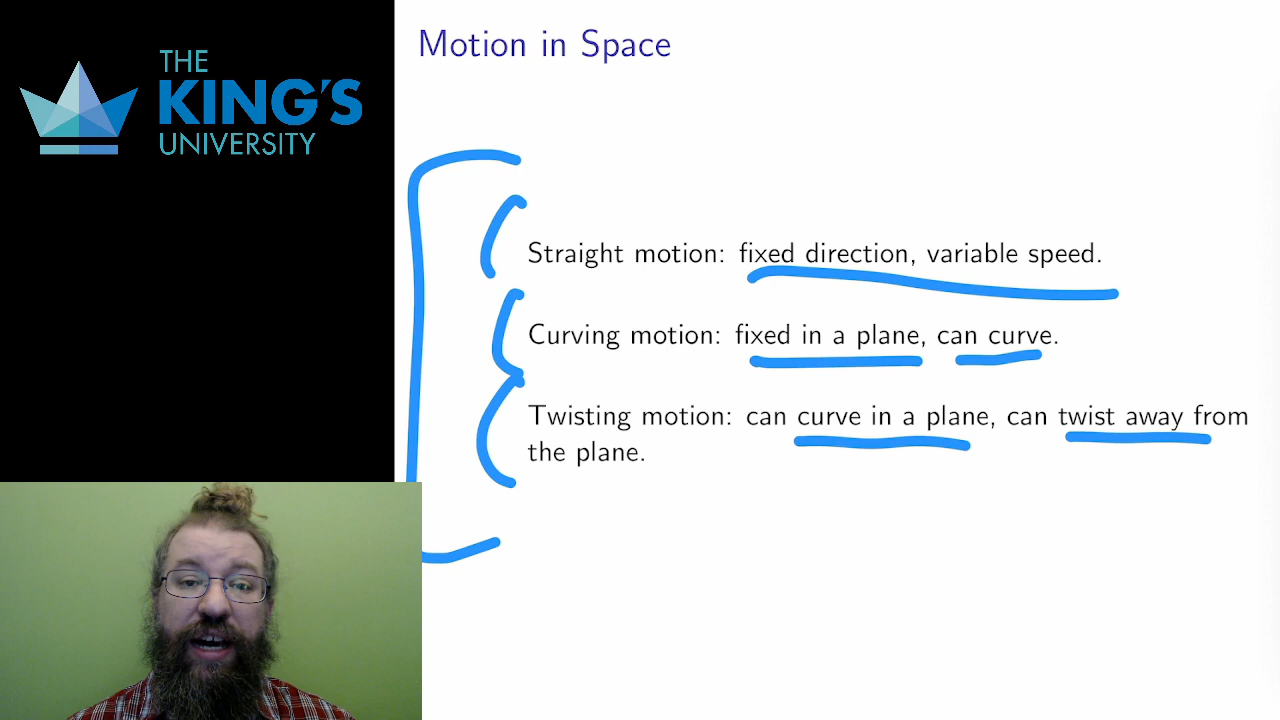 THE
KING'S
UNIVERSITY
Motion in Space
Straight motion: fixed direction, variable speed.
Curving motion: fixed in a plane, can curve.
Twisting motion: can curve in a plane, can twist away from
the plane.